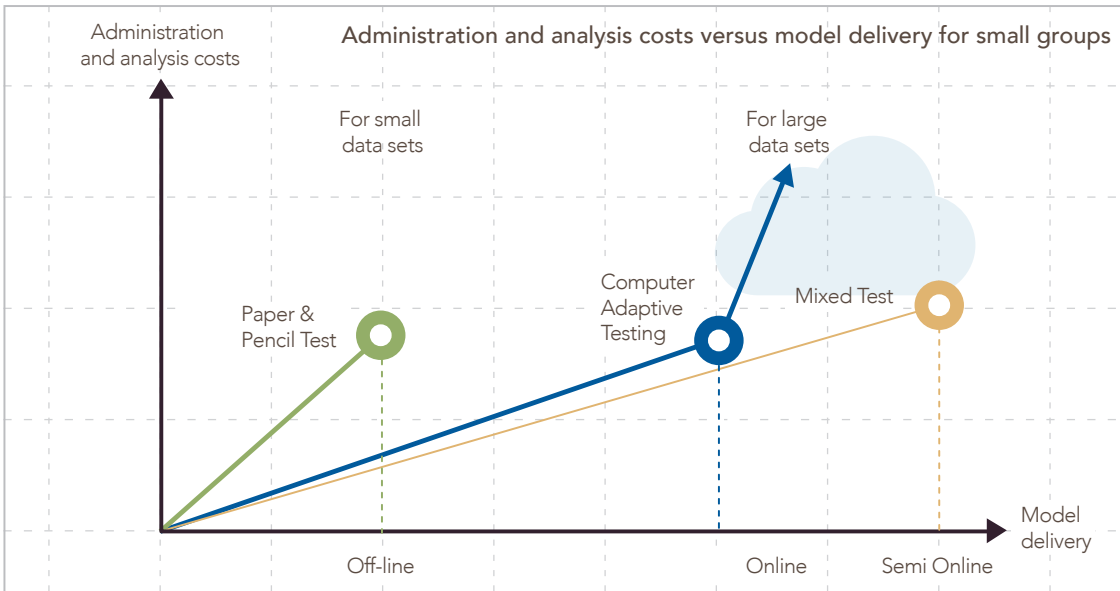 Administration
and analysis costs
Administration and analysis costs versus model delivery for small groups
For small
data sets
For large
data sets
Paper &
Pencil Test
Computer
Adaptive
Testing
Mixed Test
Model
delivery
Off-line
Online
Semi Online